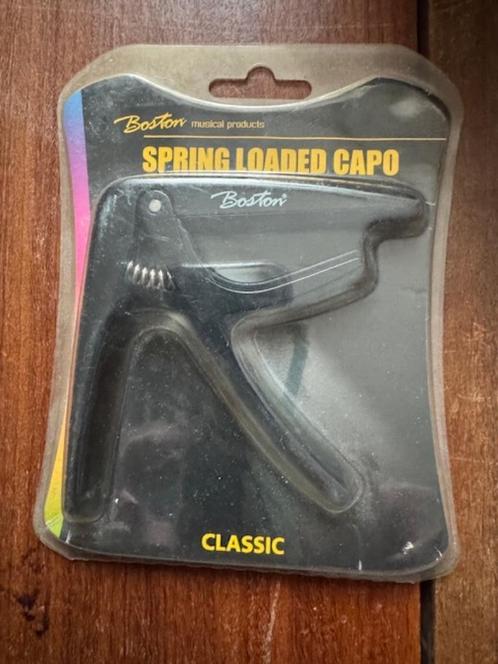 Boston musical products
SPRING LOADED CAPO
Boston®
CLASSIC